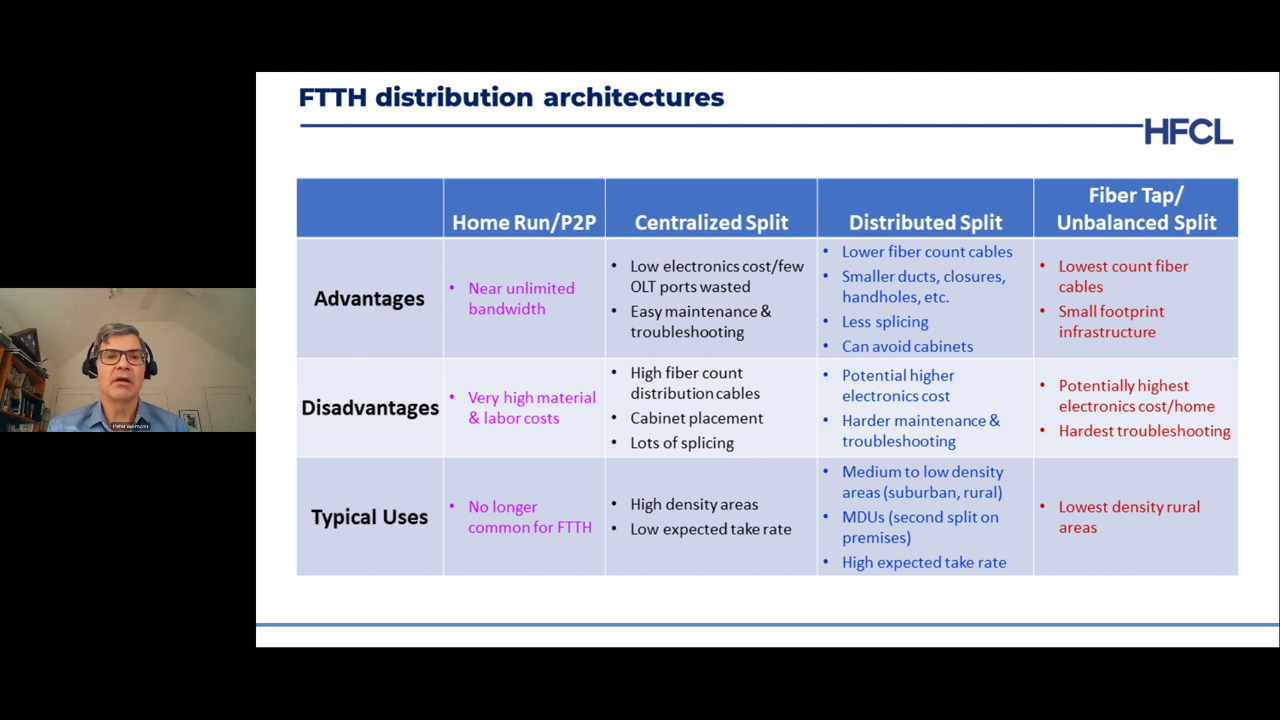 FTTH distribution architectures
HFCL
Home Run/P2P
Centralized Split
Distributed Split
Fiber Tap/
Unbalanced Split
Advantages
• Near unlimited
bandwidth
• Low electronics cost/few
OLT ports wasted
• Easy maintenance &
troubleshooting
• Lower fiber count cables
• Smaller ducts, closures,
handholes, etc.
• Less splicing
• Can avoid cabinets
• Lowest count fiber
cables
• Small footprint
infrastructure
Disadvantages
• Very high material
& labor costs
• High fiber count
distribution cables
• Cabinet placement
• Lots of splicing
• Potential higher
electronics cost
• Harder maintenance &
troubleshooting
• Potentially highest
electronics cost/home
• Hardest troubleshooting
Typical Uses
• No longer
common for FTTH
• High density areas
• Low expected take rate
• Medium to low density
areas (suburban, rural)
• MDUs (second split on
premises)
• High expected take rate
• Lowest density rural
areas